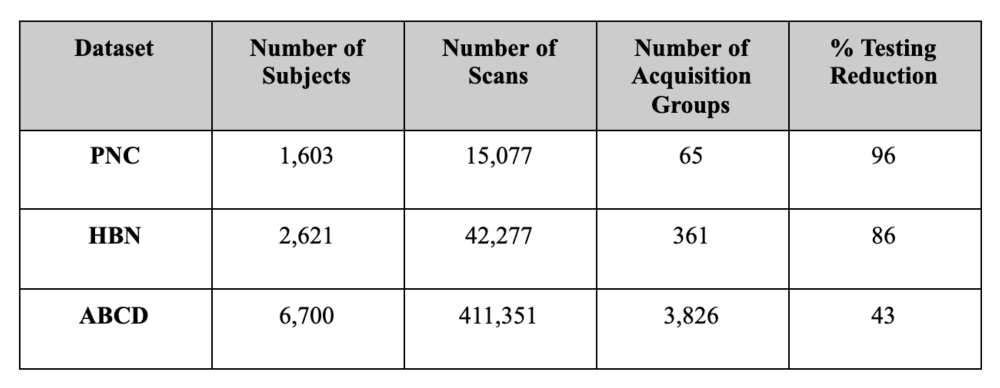 Dataset Number of Subjects Number of Scans Number of Acquisition Groups % Testing Reduction
PNC 1,603 15,077 65 96
HBN 2,621 42,277 361 86
ABCD 6,700 411,351 3,826 43